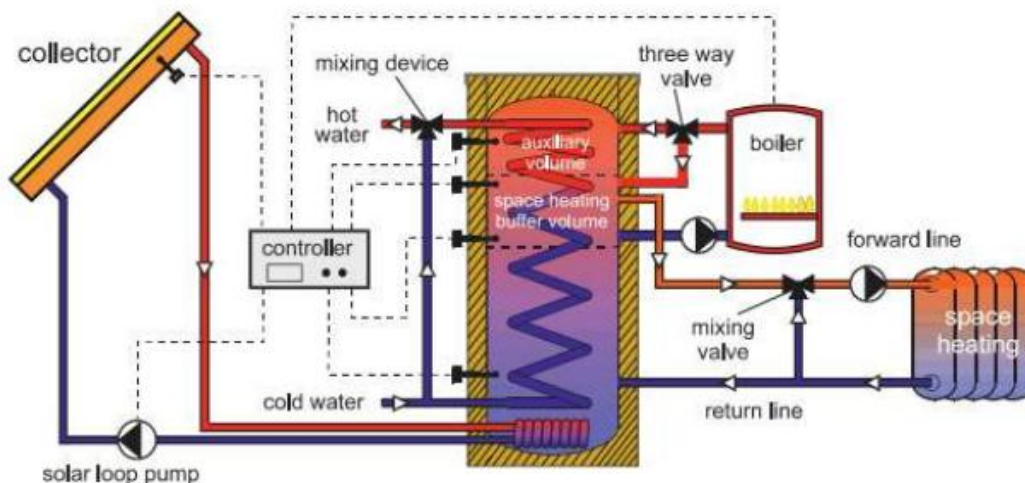 collector
mixing device
three way
valve
hot
water
auxiliary
volume
boiler
space heating
buffer volume
controller
forward line
mixing
valve
space
heating
cold water
return line
solar loop pump